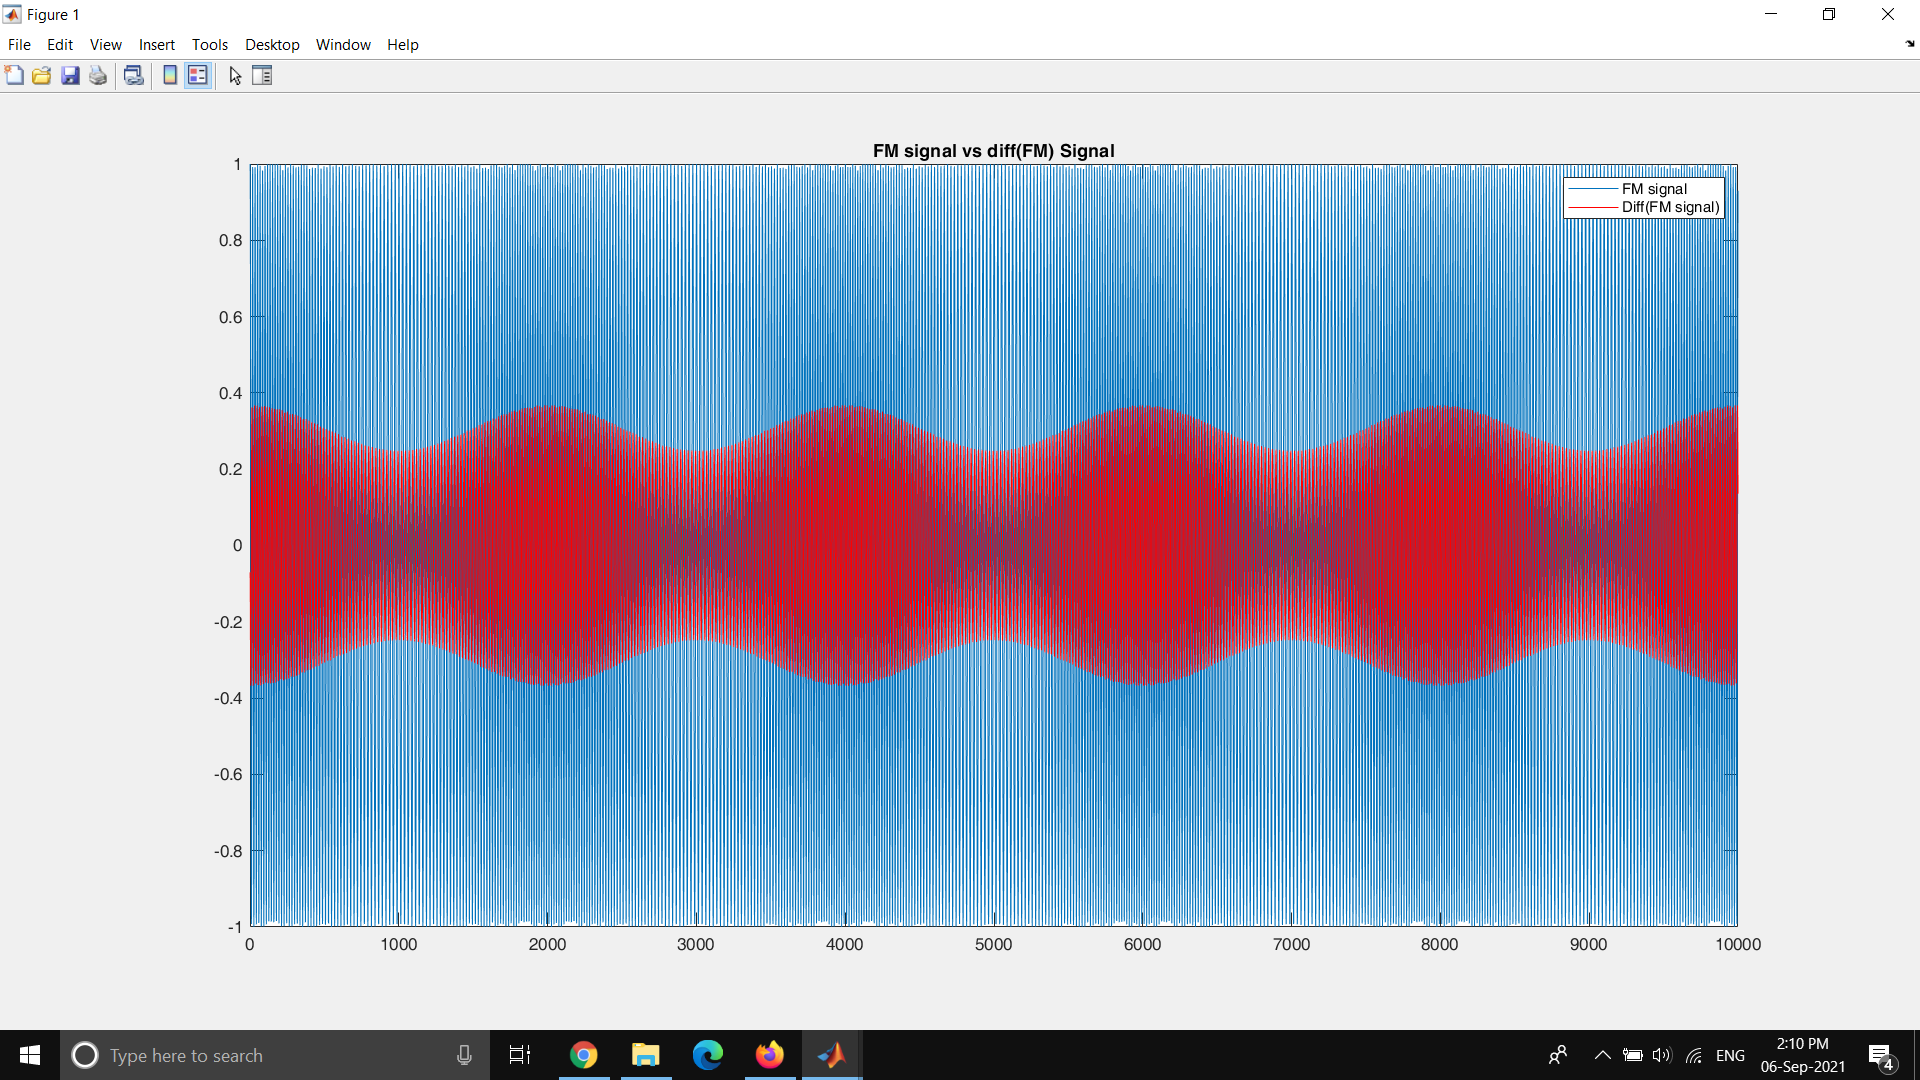 Figure 1
File Edit View Insert Tools Desktop Window Help
FM signal vs diff(FM) Signal
FM signal
Diff(FM signal)
1
0.8
0.6
0.4
0.2
0
-0.2
-0.4
-0.6
-0.8
-1
0 1000 2000 3000 4000 5000 6000 7000 8000 9000 10000
Type here to search
ENG
2:10 PM
06-Sep-2021
4